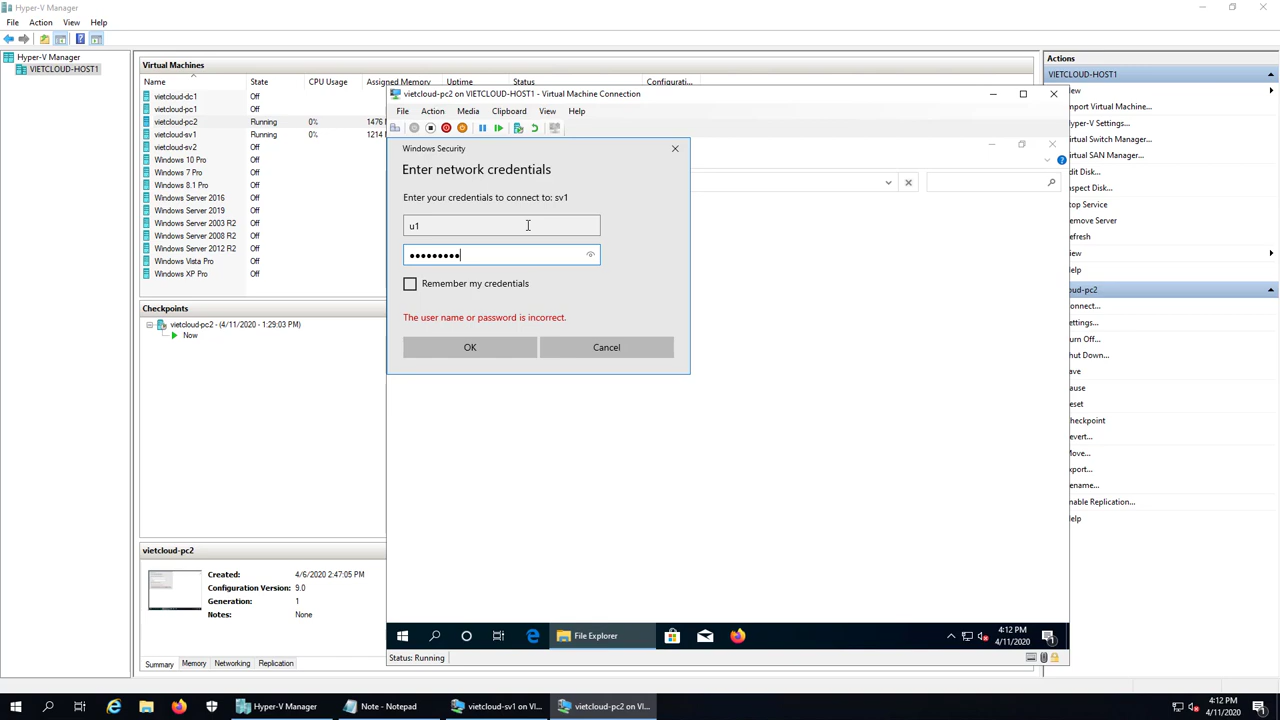 Hyper-V Manager
File Action View Help
Hyper-V Manager
VIETCLOUD-HOST1
Virtual Machines
Name State CPU Usage Assigned Memory Uptime Status Configurati...
vietcloud-dc1 Off
vietcloud-pc1 Off
vietcloud-pc2 Running 0% 1476
vietcloud-sv1 Running 0% 1214
vietcloud-sv2 Off
Windows 10 Pro Off
Windows 7 Pro Off
Windows 8.1 Pro Off
Windows Server 2016 Off
Windows Server 2019 Off
Windows Server 2003 R2 Off
Windows Server 2008 R2 Off
Windows Server 2012 R2 Off
Windows Vista Pro Off
Windows XP Pro Off
Checkpoints
vietcloud-pc2 - (4/11/2020 - 1:29:03 PM)
Now
vietcloud-pc2
Created: 4/6/2020 2:47:05 PM
Configuration Version: 9.0
Generation: 1
Notes: None
Summary Memory Networking Replication
vietcloud-pc2 on VIETCLOUD-HOST1 - Virtual Machine Connection
File Action Media Clipboard View Help
Windows Security
Enter network credentials
Enter your credentials to connect to: sv1
u1
●●●●●●●●●
Remember my credentials
The user name or password is incorrect.
OK Cancel
File Explorer
4:12 PM
4/11/2020
Status: Running
Actions
VIETCLOUD-HOST1
iew
mport Virtual Machine...
yper-V Settings...
irtual Switch Manager...
irtual SAN Manager...
dit Disk...
nspect Disk...
top Service
emove Server
efresh
iew
elp
oud-pc2
onnect...
ettings...
urn Off...
hut Down...
ave
ause
eset
heckpoint
evert...
ove...
xport...
ename...
nable Replication...
elp
Hyper-V Manager Note - Notepad vietcloud-sv1 on VI... vietcloud-pc2 on VI...
4:12 PM
4/11/2020